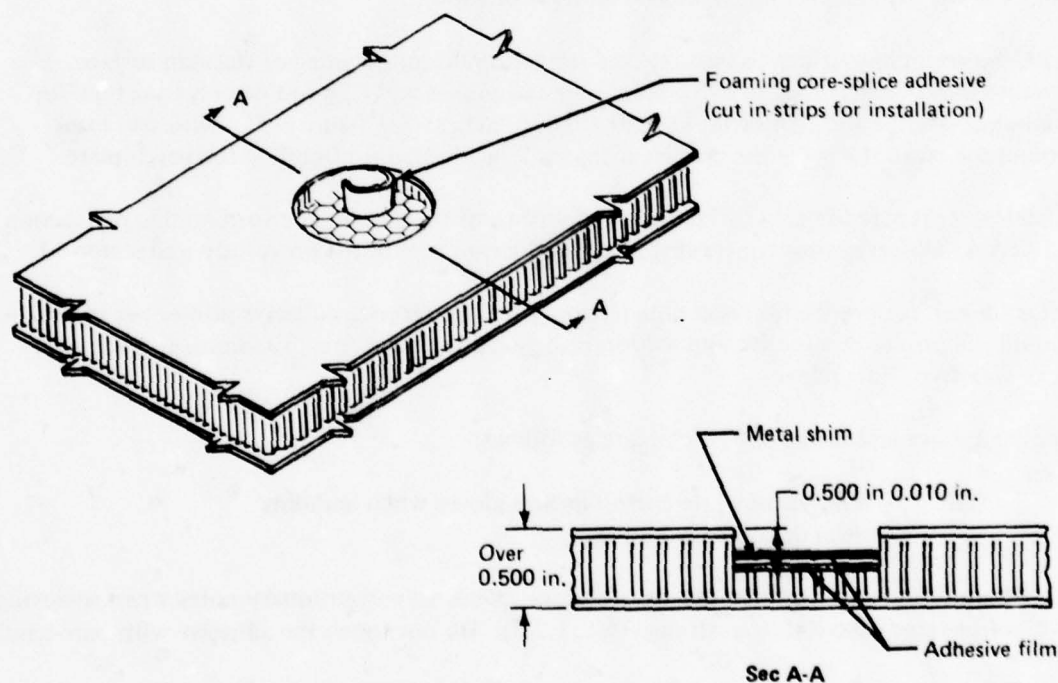 Foaming core-splice adhesive
(cut in strips for installation)
A
A
Metal shim
0.500 in 0.010 in.
Over
0.500 in.
Adhesive film
Sec A-A